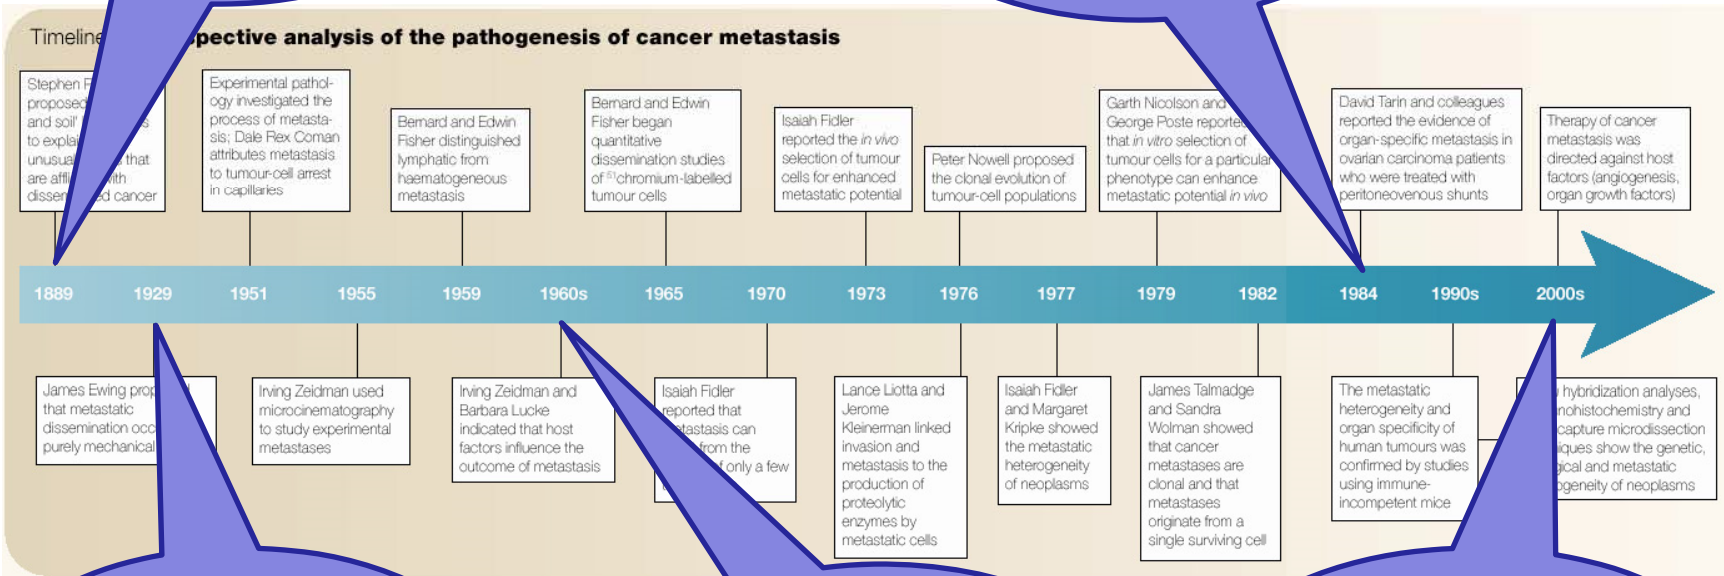 Timeline analysis of the pathogenesis of cancer metastasis
Stephen
proposed
and soil'
to
unusual that
are
cancer
Experimental pathol-
ogy investigated the
process of metasta-
sis; Dale Rex Coman
attributes metastasis
to tumour-cell arrest
in capillaries
Bernard and Edwin
Fisher distinguished
lymphatic from
haematogeneous
metastasis
Bernard and Edwin
Fisher began
quantitative
dissemination studies
of ⁵¹chromium-labelled
tumour cells
Isaiah Fidler
reported the in vivo
selection of tumour
cells for enhanced
metastatic potential
Peter Nowell proposed
the clonal evolution of
tumour-cell populations
Garth Nicolson and
George Poste reported
that in vitro selection of
tumour cells for a particular
phenotype can enhance
metastatic potential in vivo
David Tarin and colleagues
reported the evidence of
organ-specific metastasis in
ovarian carcinoma patients
who were treated with
peritoneovenous shunts
Therapy of cancer
metastasis was
directed against host
factors (angiogenesis,
organ growth factors)
1889 1929 1951 1955 1959 1960s 1965 1970 1973 1976 1977 1979 1982 1984 1990s 2000s
James Ewing
that metastatic
dissemination
purely mechanical
Irving Zeidman used
microcinematography
to study experimental
metastases
Irving Zeidman and
Barbara Lucke
indicated that host
factors influence the
outcome of metastasis
Isaiah Fidler
reported that
metastasis can
from the
of only a few
Lance Liotta and
Jerome
Kleinerman linked
invasion and
metastasis to the
production of
proteolytic
enzymes by
metastatic cells
Isaiah Fidler
and Margaret
Kripke showed
the metastatic
heterogeneity
of neoplasms
James Talmadge
and Sandra
Wolman showed
that cancer
metastases are
clonal and that
metastases
originate from a
single surviving cell
The metastatic
heterogeneity and
organ specificity of
human tumours was
confirmed by studies
using immune-
incompetent mice
hybridization analyses,
and
capture microdissection
show the genetic,
and metastatic
of neoplasms